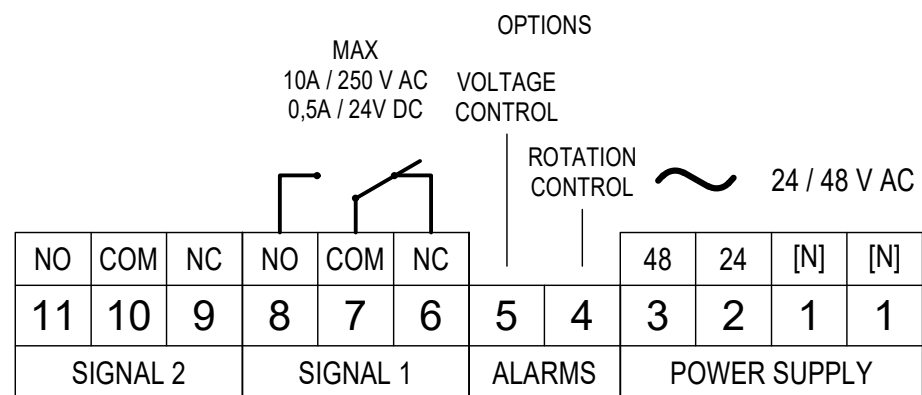 OPTIONS
MAX
10A / 250 V AC
0,5A / 24V DC
VOLTAGE
CONTROL
ROTATION
CONTROL
24 / 48 V AC
NO COM NC NO COM NC 48 24 [N] [N]
11 10 9 8 7 6 5 4 3 2 1 1
SIGNAL 2 SIGNAL 1 ALARMS POWER SUPPLY